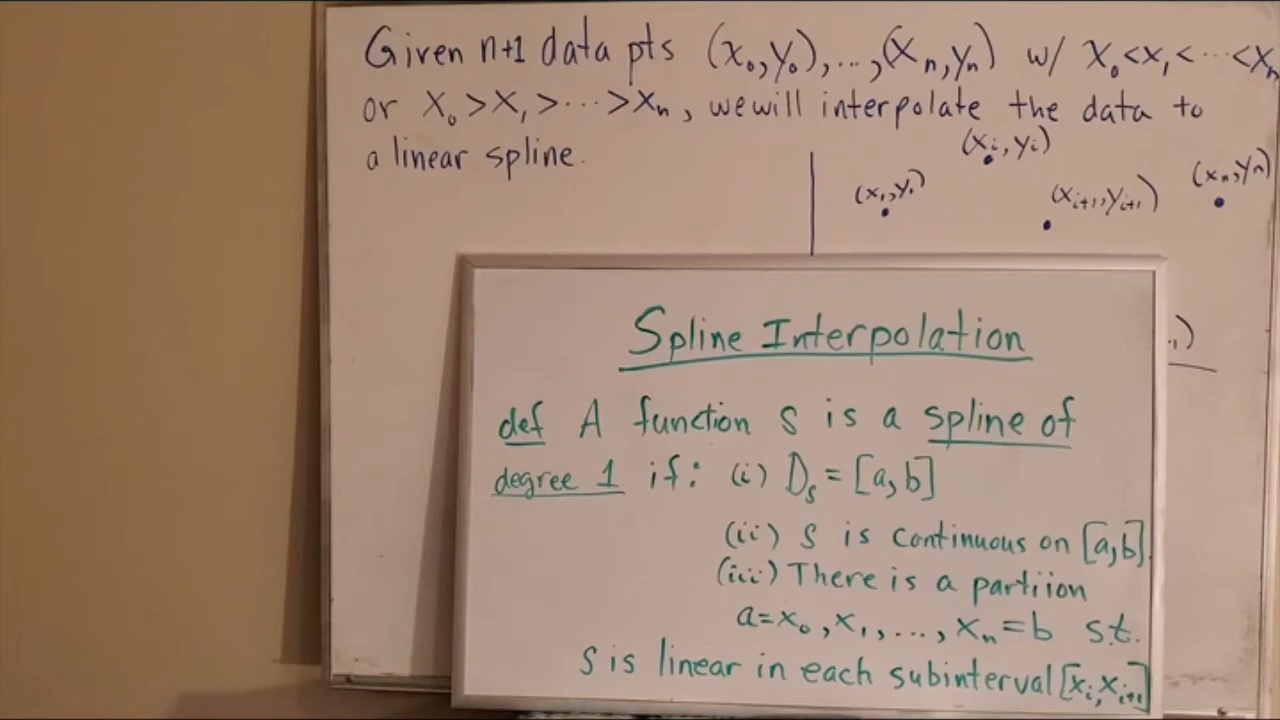 Given n+1 data pts (x₀,y₀),...,(xₙ,yₙ) w/ x₀<x₁<⋯<xₙ
or x₀>x₁>⋯>xₙ, we will interpolate the data to
a linear spline.
(xᵢ,yᵢ)
(x₁,y₁)
(xᵢ₊₁,yᵢ₊₁)
(xₙ,yₙ)
Spline Interpolation
def A function S is a spline of
degree 1 if: (i) Dₛ = [a,b]
(ii) S is continuous on [a,b].
(iii) There is a partiion
a=x₀,x₁,...,xₙ=b s.t.
S is linear in each subinterval [xᵢ,xᵢ₊₁]